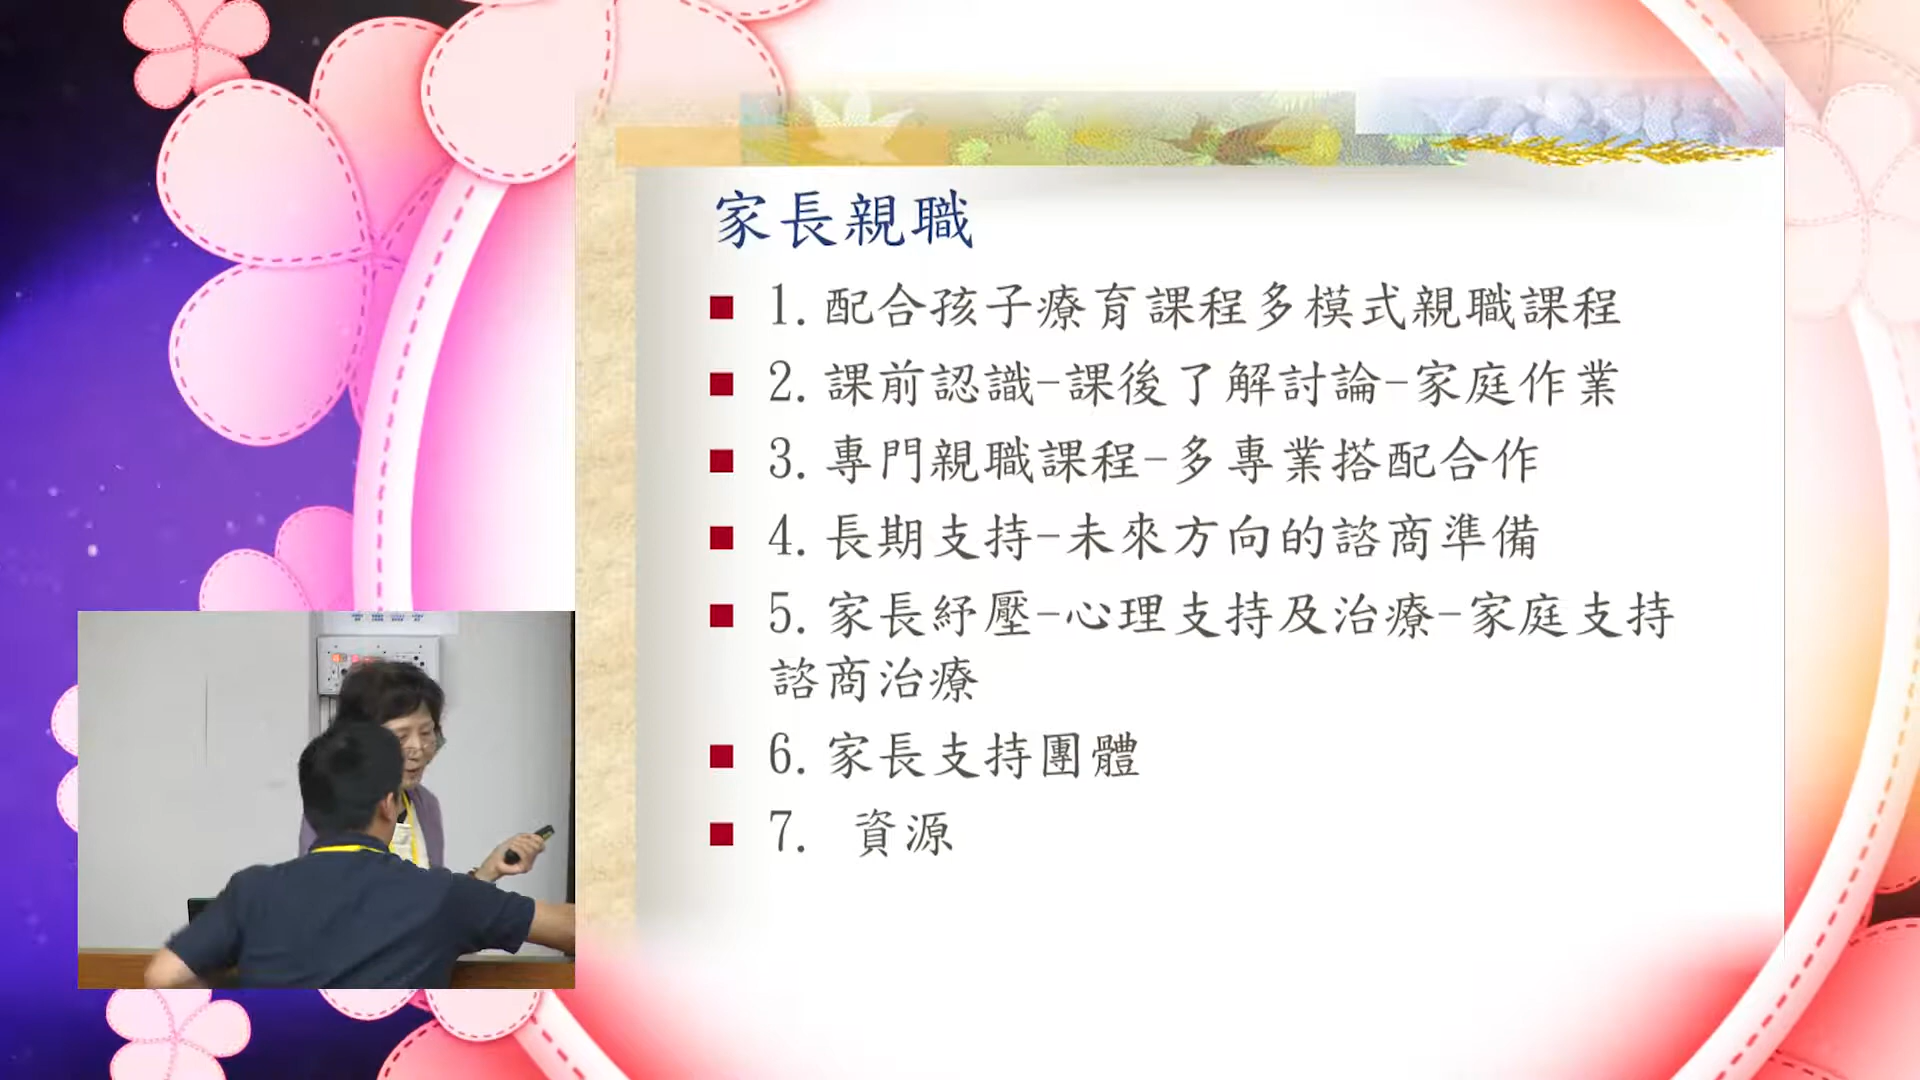 家長親職
1. 配合孩子療育課程多模式親職課程
2. 課前認識-課後了解討論-家庭作業
3. 專門親職課程-多專業搭配合作
4. 長期支持-未來方向的諮商準備
5. 家長紓壓-心理支持及治療-家庭支持
諮商治療
6. 家長支持團體
7. 資源